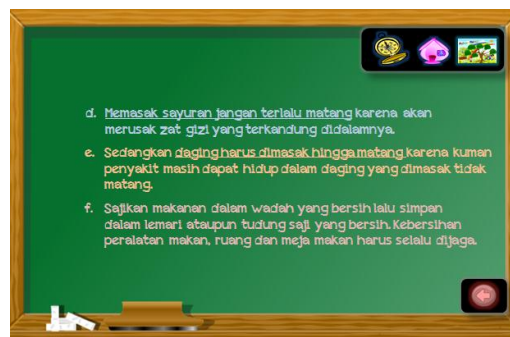 d. Memasak sayuran jangan terlalu matang karena akan
merusak zat gizi yang terkandung didalamnya.
e. Sedangkan daging harus dimasak hingga matang karena kuman
penyakit masih dapat hidup dalam daging yang dimasak tidak
matang.
f. Sajikan makanan dalam wadah yang bersih lalu simpan
dalam lemari ataupun tudung saji yang bersih. Kebersihan
peralatan makan, ruang dan meja makan harus selalu dijaga.